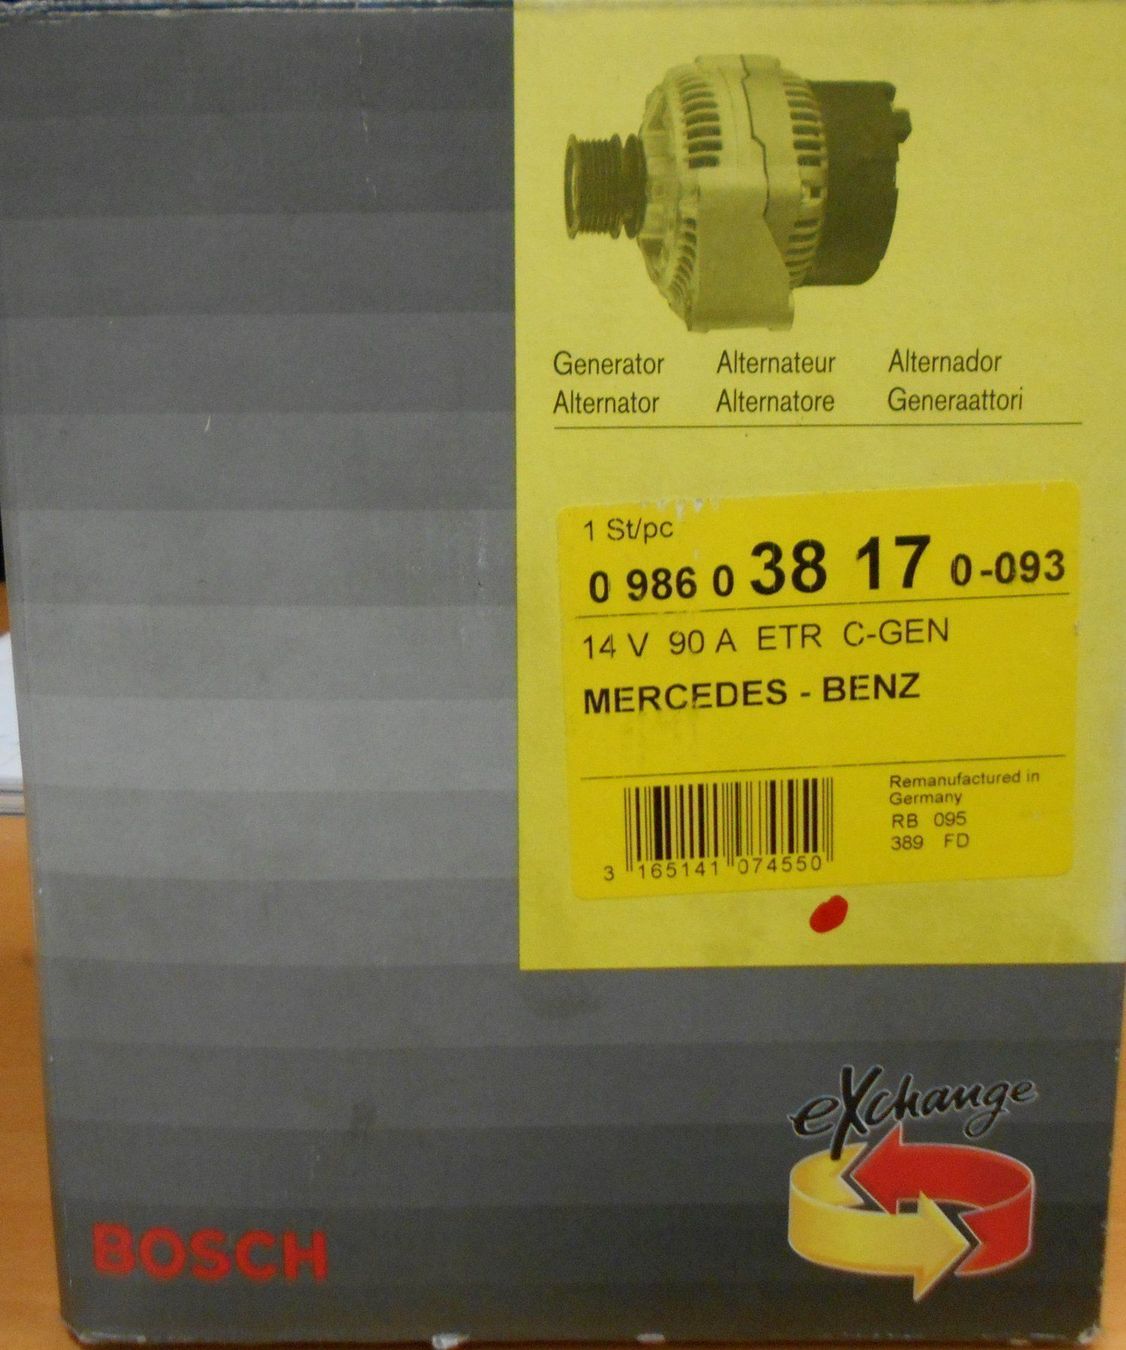 Generator Alternateur Alternador
Alternator Alternatore Generaattori
1 St/pc
0 986 0 38 17 0-093
14 V 90 A ETR C-GEN
MERCEDES - BENZ
Remanufactured in
Germany
RB 095
389 FD
3 165141 074550
eXchange
BOSCH